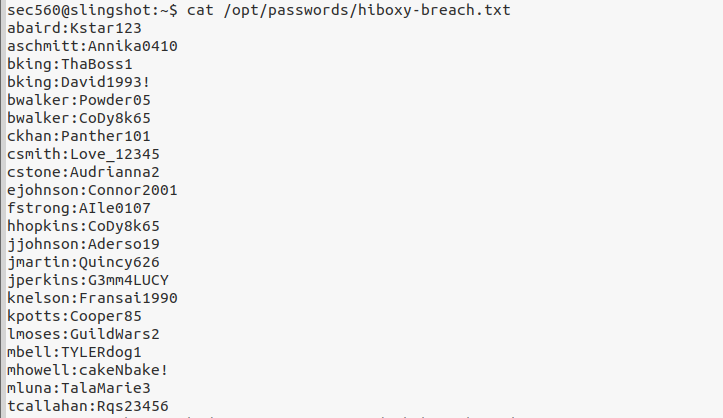 sec560@slingshot:~$ cat /opt/passwords/hiboxy-breach.txt
abaird:Kstar123
aschmitt:Annika0410
bking:ThaBoss1
bking:David1993!
bwalker:Powder05
bwalker:CoDy8k65
ckhan:Panther101
csmith:Love_12345
cstone:Audrianna2
ejohnson:Connor2001
fstrong:AIle0107
hhopkins:CoDy8k65
jjohnson:Aderso19
jmartin:Quincy626
jperkins:G3mm4LUCY
knelson:Fransai1990
kpotts:Cooper85
lmoses:GuildWars2
mbell:TYLERdog1
mhowell:cakeNbake!
mluna:TalaMarie3
tcallahan:Rqs23456